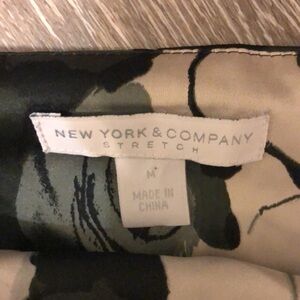 NEW YORK & COMPANY
STRETCH
M
MADE IN
CHINA